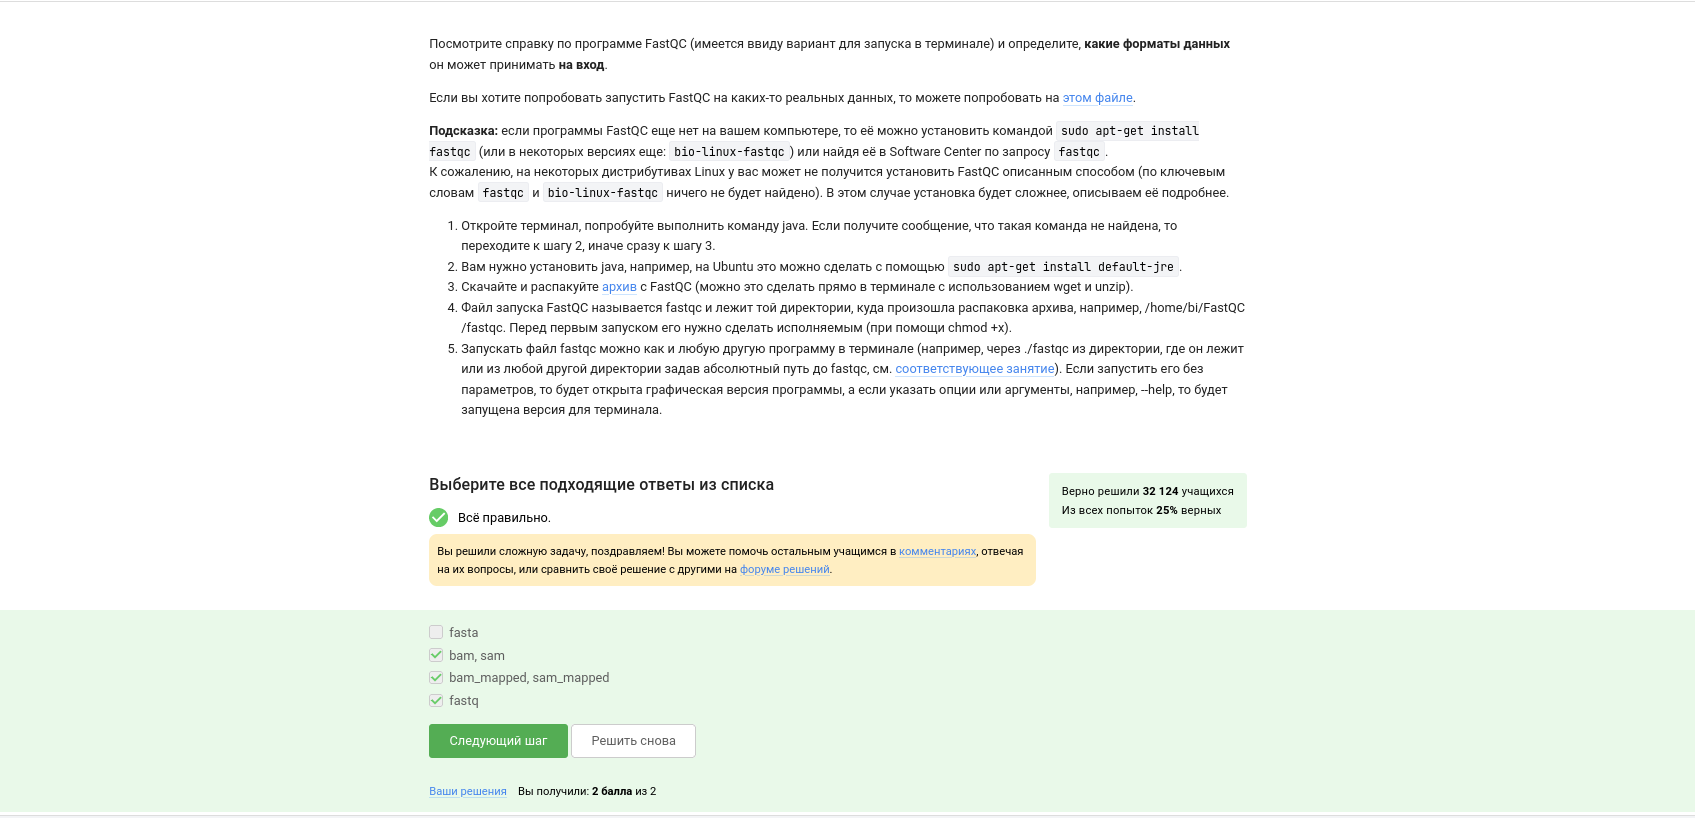 Посмотрите справку по программе FastQC (имеется ввиду вариант для запуска в терминале) и определите, какие форматы данных
он может принимать на вход.
Если вы хотите попробовать запустить FastQC на каких-то реальных данных, то можете попробовать на этом файле.
Подсказка: если программы FastQC еще нет на вашем компьютере, то её можно установить командой sudo apt-get install
fastqc (или в некоторых версиях еще: bio-linux-fastqc) или найдя её в Software Center по запросу fastqc.
К сожалению, на некоторых дистрибутивах Linux у вас может не получится установить FastQC описанным способом (по ключевым
словам fastqc и bio-linux-fastqc ничего не будет найдено). В этом случае установка будет сложнее, описываем её подробнее.
1. Откройте терминал, попробуйте выполнить команду java. Если получите сообщение, что такая команда не найдена, то
переходите к шагу 2, иначе сразу к шагу 3.
2. Вам нужно установить java, например, на Ubuntu это можно сделать с помощью sudo apt-get install default-jre.
3. Скачайте и распакуйте архив с FastQC (можно это сделать прямо в терминале с использованием wget и unzip).
4. Файл запуска FastQC называется fastqc и лежит той директории, куда произошла распаковка архива, например, /home/bi/FastQC
/fastqc. Перед первым запуском его нужно сделать исполняемым (при помощи chmod +x).
5. Запускать файл fastqc можно как и любую другую программу в терминале (например, через ./fastqc из директории, где он лежит
или из любой другой директории задав абсолютный путь до fastqc, см. соответствующее занятие). Если запустить его без
параметров, то будет открыта графическая версия программы, а если указать опции или аргументы, например, --help, то будет
запущена версия для терминала.
Выберите все подходящие ответы из списка
Верно решили 32 124 учащихся
Из всех попыток 25% верных
Всё правильно.
Вы решили сложную задачу, поздравляем! Вы можете помочь остальным учащимся в комментариях, отвечая
на их вопросы, или сравнить своё решение с другими на форуме решений.
fasta
bam, sam
bam_mapped, sam_mapped
fastq
Следующий шаг
Решить снова
Ваши решения Вы получили: 2 балла из 2